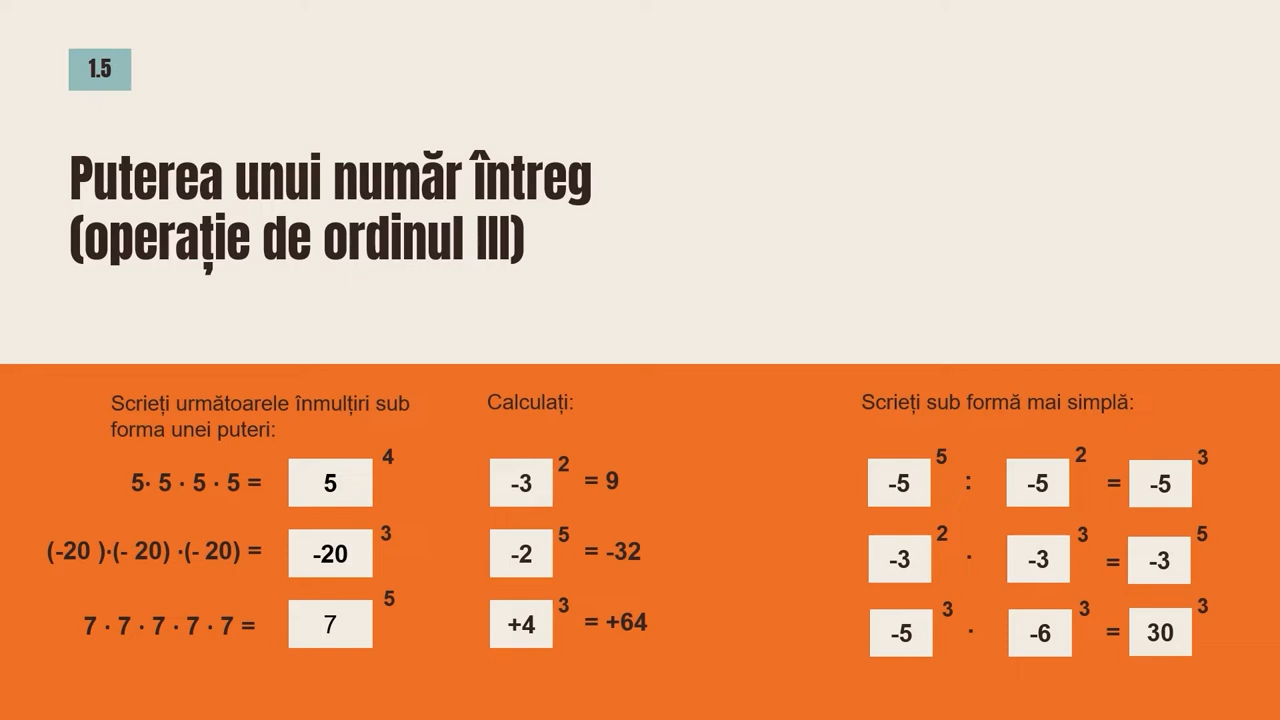 1.5
Puterea unui număr întreg
(operație de ordinul III)
Scrieți următoarele înmulțiri sub
forma unei puteri:
5· 5 · 5 · 5 = 5 4
(-20 )·(- 20) ·(- 20) = -20 3
7 · 7 · 7 · 7 · 7 = 7 5
Calculați:
-3 2 = 9
-2 5 = -32
+4 3 = +64
Scrieți sub formă mai simplă:
-5 5 : -5 2 = -5 3
-3 2 · -3 3 = -3 5
-5 3 · -6 3 = 30 3